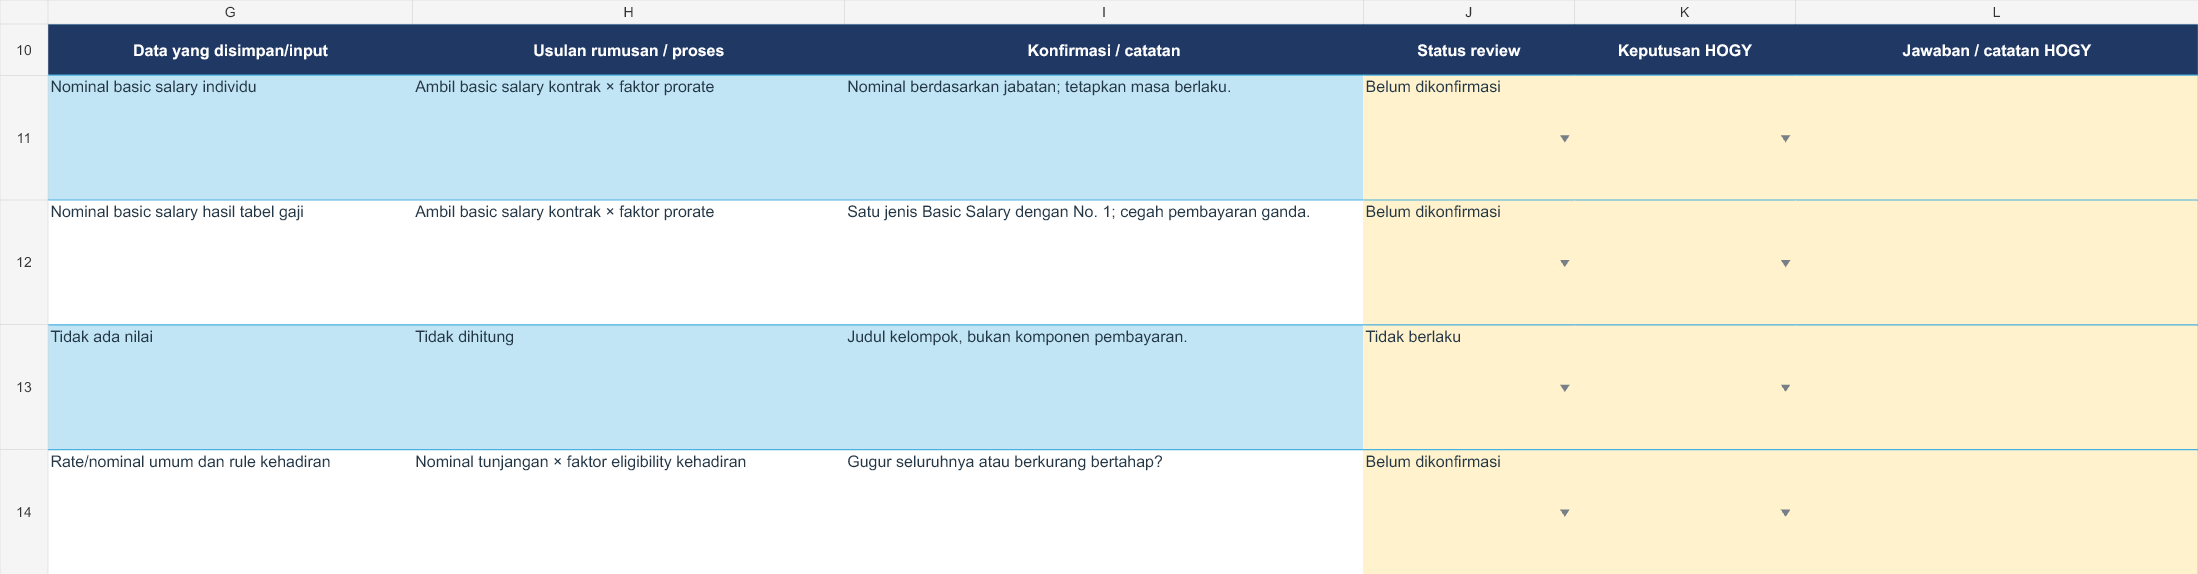 G H I J K L
10 Data yang disimpan/input Usulan rumusan / proses Konfirmasi / catatan Status review Keputusan HOGY Jawaban / catatan HOGY
11 Nominal basic salary individu Ambil basic salary kontrak × faktor prorate Nominal berdasarkan jabatan; tetapkan masa berlaku. Belum dikonfirmasi
12 Nominal basic salary hasil tabel gaji Ambil basic salary kontrak × faktor prorate Satu jenis Basic Salary dengan No. 1; cegah pembayaran ganda. Belum dikonfirmasi
13 Tidak ada nilai Tidak dihitung Judul kelompok, bukan komponen pembayaran. Tidak berlaku
14 Rate/nominal umum dan rule kehadiran Nominal tunjangan × faktor eligibility kehadiran Gugur seluruhnya atau berkurang bertahap? Belum dikonfirmasi